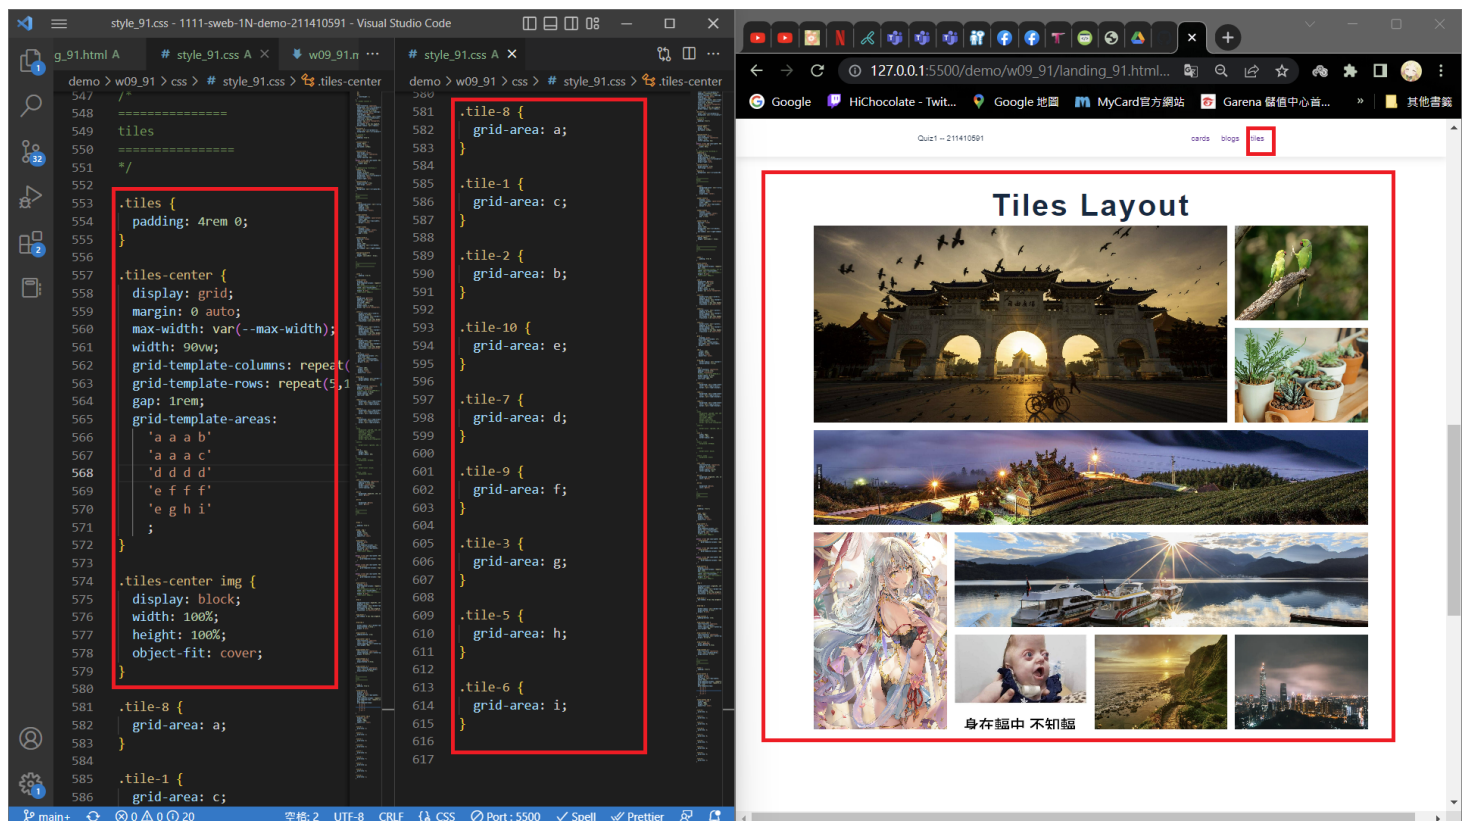 style_91.css - 1111-sweb-1N-demo-211410591 - Visual Studio Code
g_91.html A
# style_91.css A
w09_91.m ...
demo > w09_91 > css > # style_91.css > .tiles-center
547 /*
548 ===============
549 tiles
550 ================
551 */
552
553 .tiles {
554 padding: 4rem 0;
555 }
556
557 .tiles-center {
558 display: grid;
559 margin: 0 auto;
560 max-width: var(--max-width);
561 width: 90vw;
562 grid-template-columns: repeat(
563 grid-template-rows: repeat(5,1
564 gap: 1rem;
565 grid-template-areas:
566 'a a a b'
567 'a a a c'
568 'd d d d'
569 'e f f f'
570 'e g h i'
571 ;
572 }
573
574 .tiles-center img {
575 display: block;
576 width: 100%;
577 height: 100%;
578 object-fit: cover;
579 }
580
581 .tile-8 {
582 grid-area: a;
583 }
584
585 .tile-1 {
586 grid-area: c;
# style_91.css A
demo > w09_91 > css > # style_91.css > .tiles-center
580
581 .tile-8 {
582 grid-area: a;
583 }
584
585 .tile-1 {
586 grid-area: c;
587 }
588
589 .tile-2 {
590 grid-area: b;
591 }
592
593 .tile-10 {
594 grid-area: e;
595 }
596
597 .tile-7 {
598 grid-area: d;
599 }
600
601 .tile-9 {
602 grid-area: f;
603 }
604
605 .tile-3 {
606 grid-area: g;
607 }
608
609 .tile-5 {
610 grid-area: h;
611 }
612
613 .tile-6 {
614 grid-area: i;
615 }
616
617
1
32
2
1
main+ 0 0 20 空格: 2 UTF-8 CRLF CSS Port : 5500 Spell Prettier
127.0.0.1:5500/demo/w09_91/landing_91.html...
Google HiChocolate - Twit... Google 地圖 MyCard官方網站 Garena 儲值中心首... » 其他書籤
Quiz1 -- 211410591 cards blogs tiles
Tiles Layout
身在輻中 不知輻